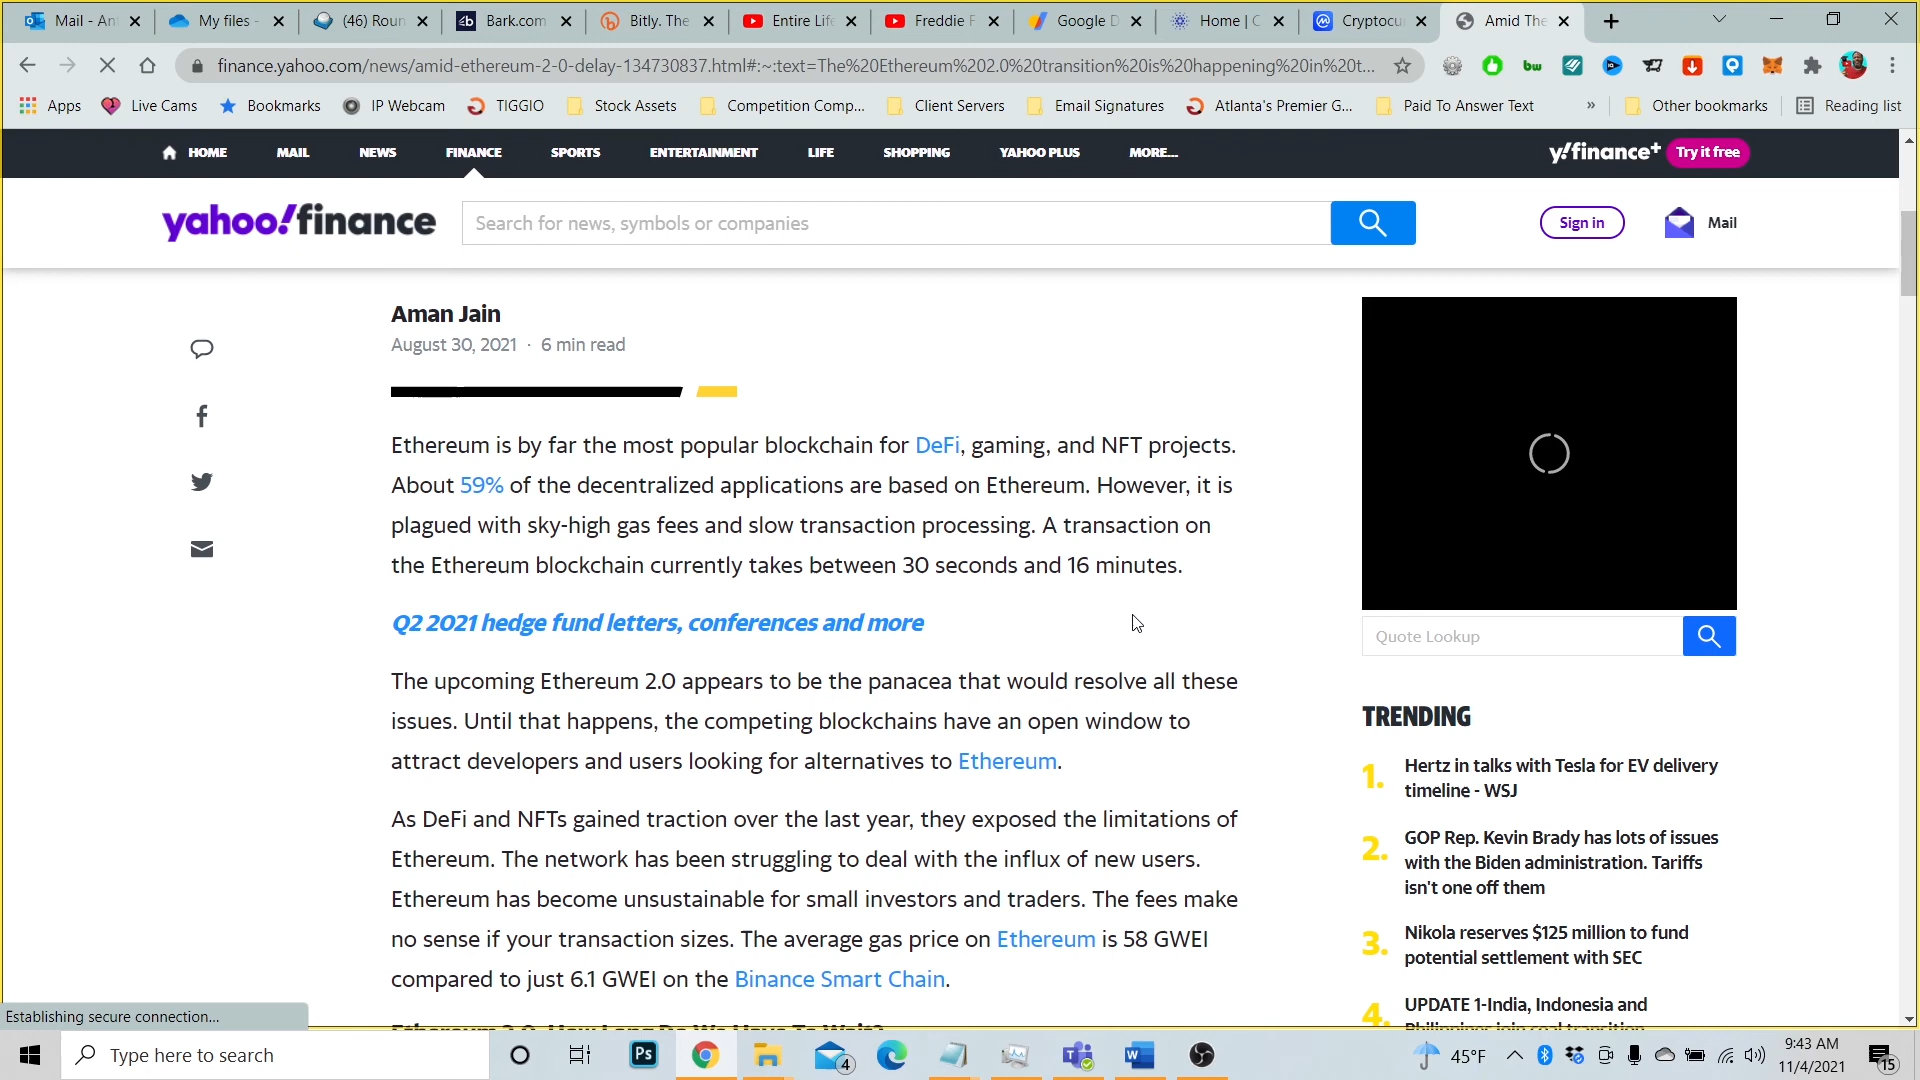 Mail - An
My files -
(46) Roun
Bark.com
Bitly. The
Entire Life
Freddie F
Google D
Home | C
Cryptocu
Amid The
finance.yahoo.com/news/amid-ethereum-2-0-delay-134730837.html#:~:text=The%20Ethereum%202.0%20transition%20is%20happening%20in%20t...
Apps
Live Cams
Bookmarks
IP Webcam
TIGGIO
Stock Assets
Competition Comp...
Client Servers
Email Signatures
Atlanta's Premier G...
Paid To Answer Text
»
Other bookmarks
Reading list
HOME
MAIL
NEWS
FINANCE
SPORTS
ENTERTAINMENT
LIFE
SHOPPING
YAHOO PLUS
MORE...
y!finance+
Try it free
yahoo!finance
Search for news, symbols or companies
Sign in
Mail
Aman Jain
August 30, 2021 · 6 min read
Ethereum is by far the most popular blockchain for DeFi, gaming, and NFT projects.
About 59% of the decentralized applications are based on Ethereum. However, it is
plagued with sky-high gas fees and slow transaction processing. A transaction on
the Ethereum blockchain currently takes between 30 seconds and 16 minutes.
Q2 2021 hedge fund letters, conferences and more
The upcoming Ethereum 2.0 appears to be the panacea that would resolve all these
issues. Until that happens, the competing blockchains have an open window to
attract developers and users looking for alternatives to Ethereum.
As DeFi and NFTs gained traction over the last year, they exposed the limitations of
Ethereum. The network has been struggling to deal with the influx of new users.
Ethereum has become unsustainable for small investors and traders. The fees make
no sense if your transaction sizes. The average gas price on Ethereum is 58 GWEI
compared to just 6.1 GWEI on the Binance Smart Chain.
Ethereum 2.0: How Long Do We Have To Wait?
Quote Lookup
TRENDING
1. Hertz in talks with Tesla for EV delivery
timeline - WSJ
2. GOP Rep. Kevin Brady has lots of issues
with the Biden administration. Tariffs
isn't one off them
3. Nikola reserves $125 million to fund
potential settlement with SEC
4. UPDATE 1-India, Indonesia and
Philippines join coal transition
Establishing secure connection...
Type here to search
Ps
4
45°F
9:43 AM
11/4/2021
15